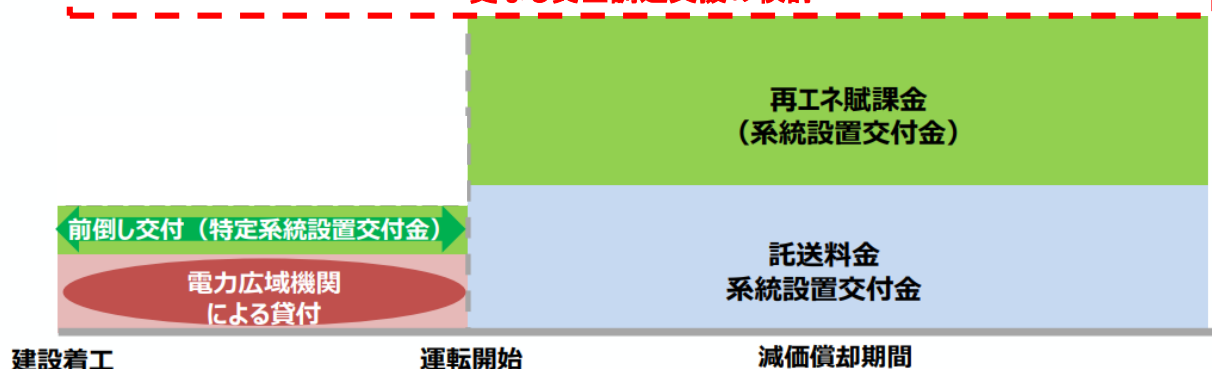 再エネ賦課金
（系統設置交付金）
前倒し交付（特定系統設置交付金）
電力広域機関
による貸付
託送料金
系統設置交付金
建設着工
運転開始
減価償却期間